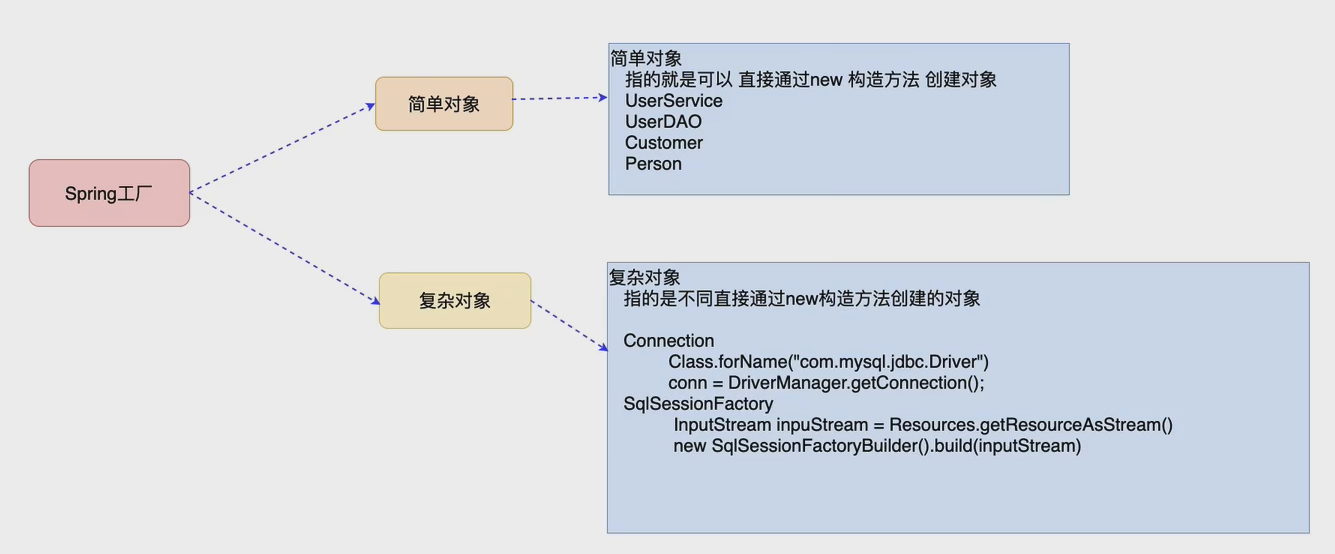 Spring工厂
简单对象
简单对象
指的就是可以 直接通过new 构造方法 创建对象
UserService
UserDAO
Customer
Person
复杂对象
复杂对象
指的是不同直接通过new构造方法创建的对象
Connection
Class.forName("com.mysql.jdbc.Driver")
conn = DriverManager.getConnection();
SqlSessionFactory
InputStream inpuStream = Resources.getResourceAsStream()
new SqlSessionFactoryBuilder().build(inputStream)